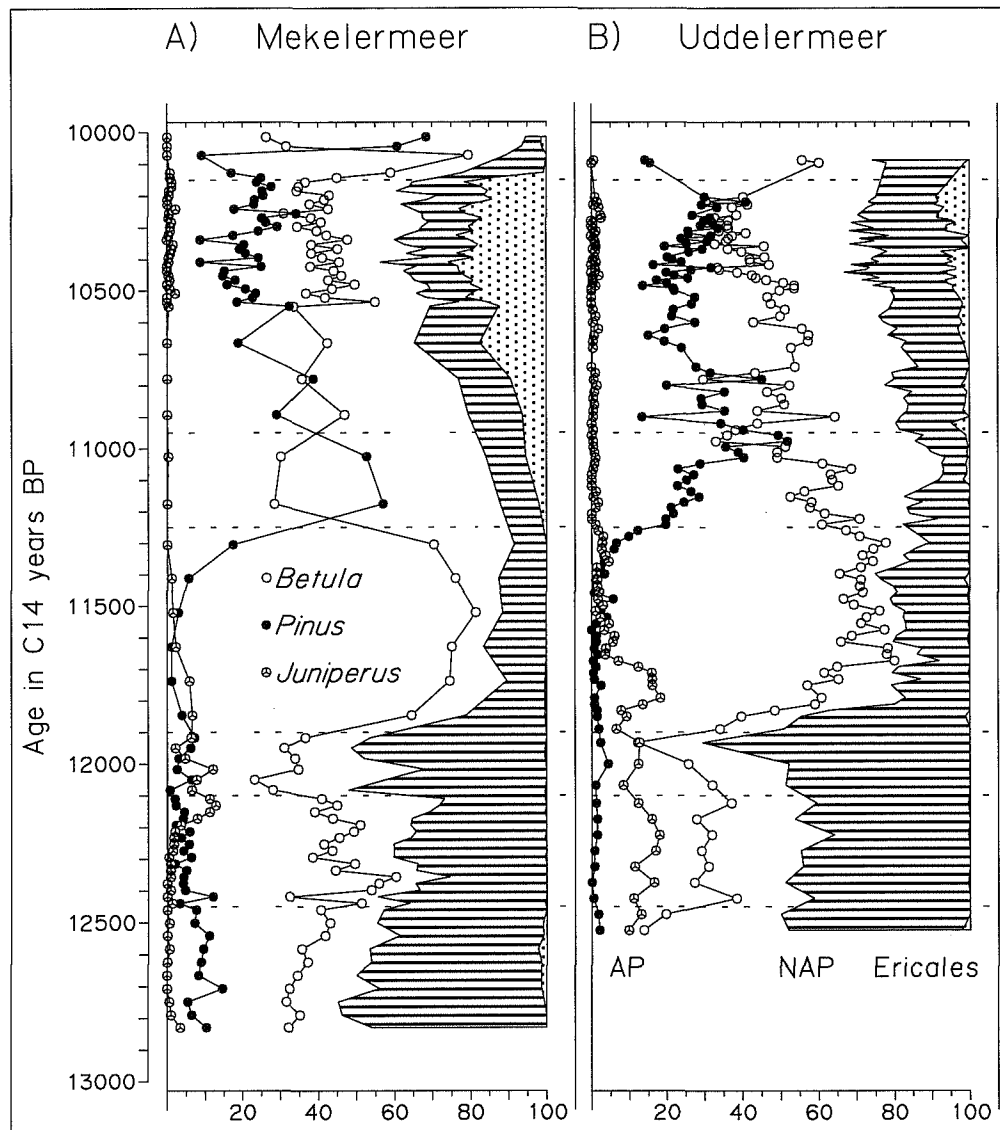 A) Mekelermeer
B) Uddelermeer
Age in C14 years BP
10000
10500
11000
11500
12000
12500
13000
Betula
Pinus
Juniperus
AP
NAP
Ericales
20
40
60
80
100
20
40
60
80
100